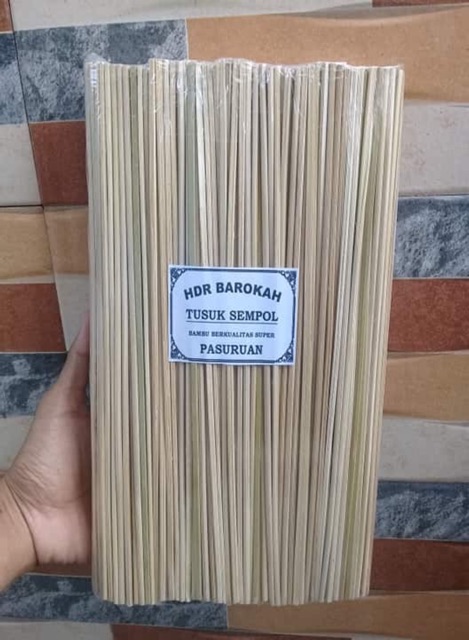 HDR BAROKAH
TUSUK SEMPOL
BAMBU BERKUALITAS SUPER
PASURUAN